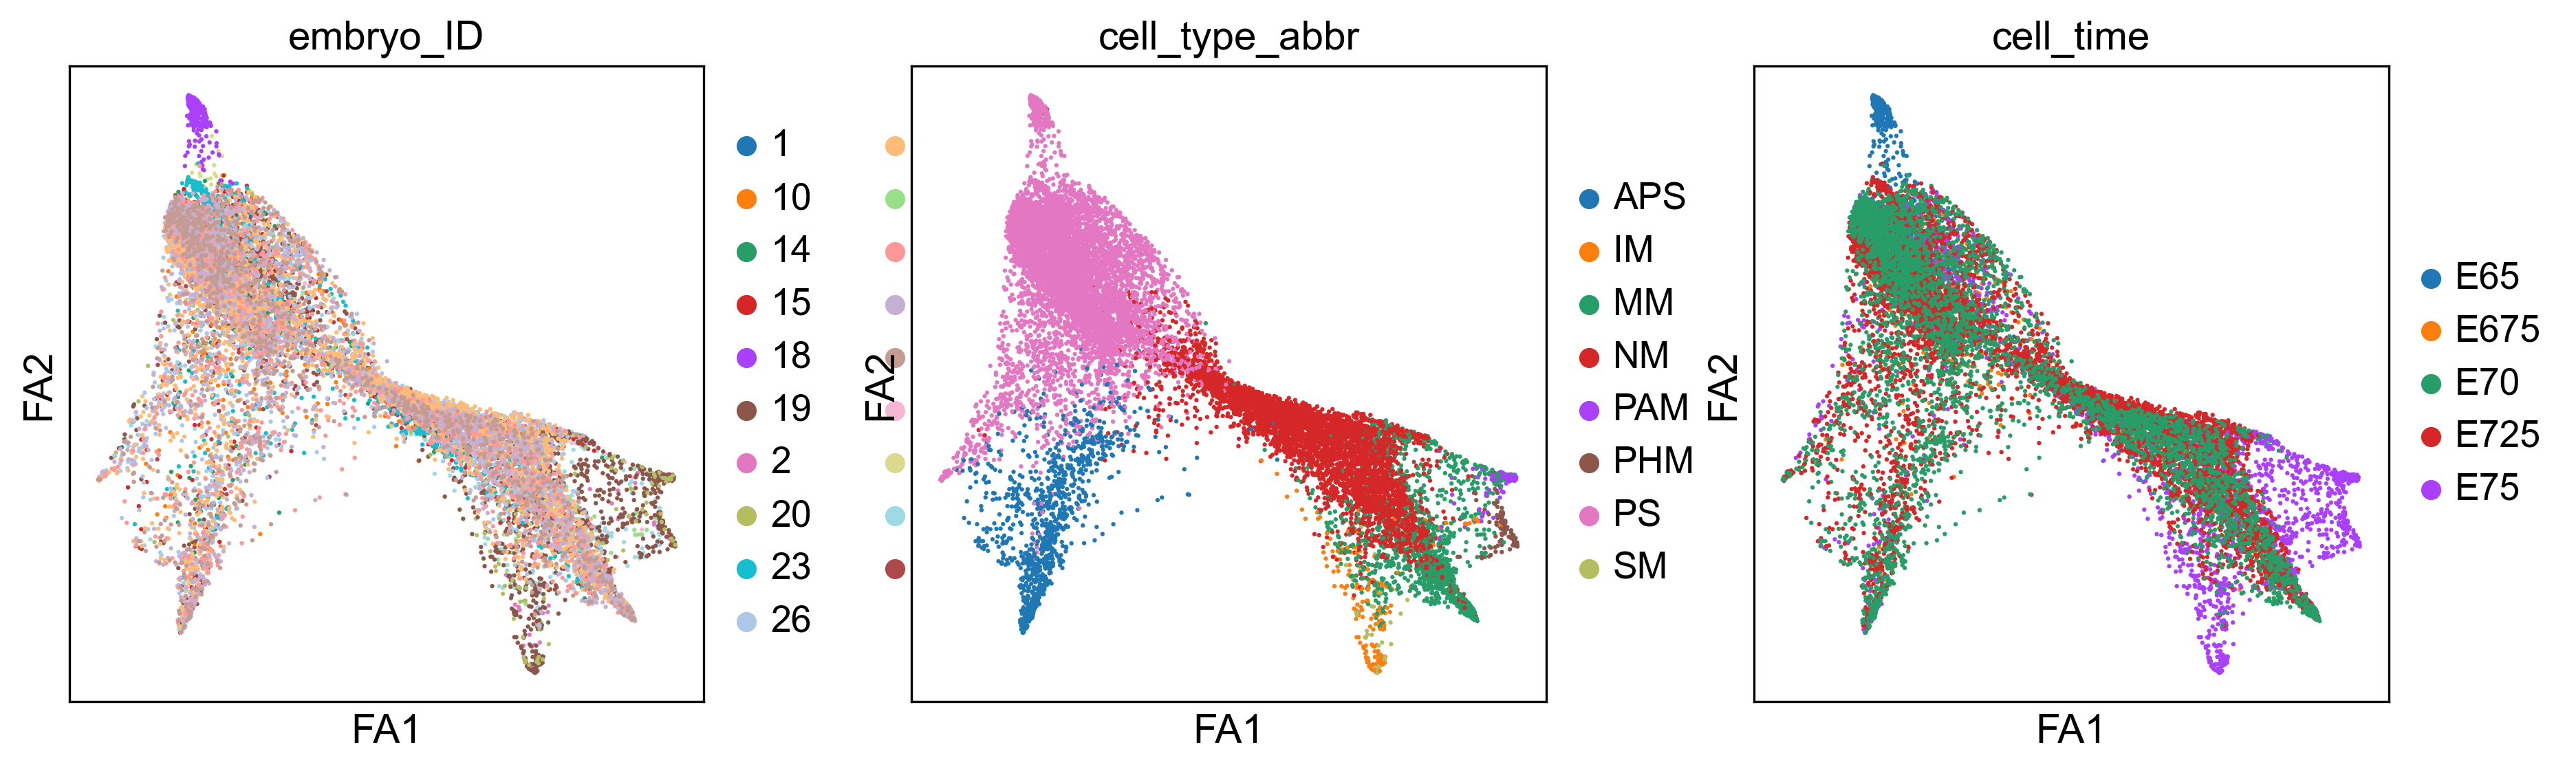 embryo_ID
FA2
FA1
1
10
14
15
18
19
2
20
23
26
cell_type_abbr
FA2
FA1
APS
IM
MM
NM
PAM
PHM
PS
SM
cell_time
FA2
FA1
E65
E675
E70
E725
E75